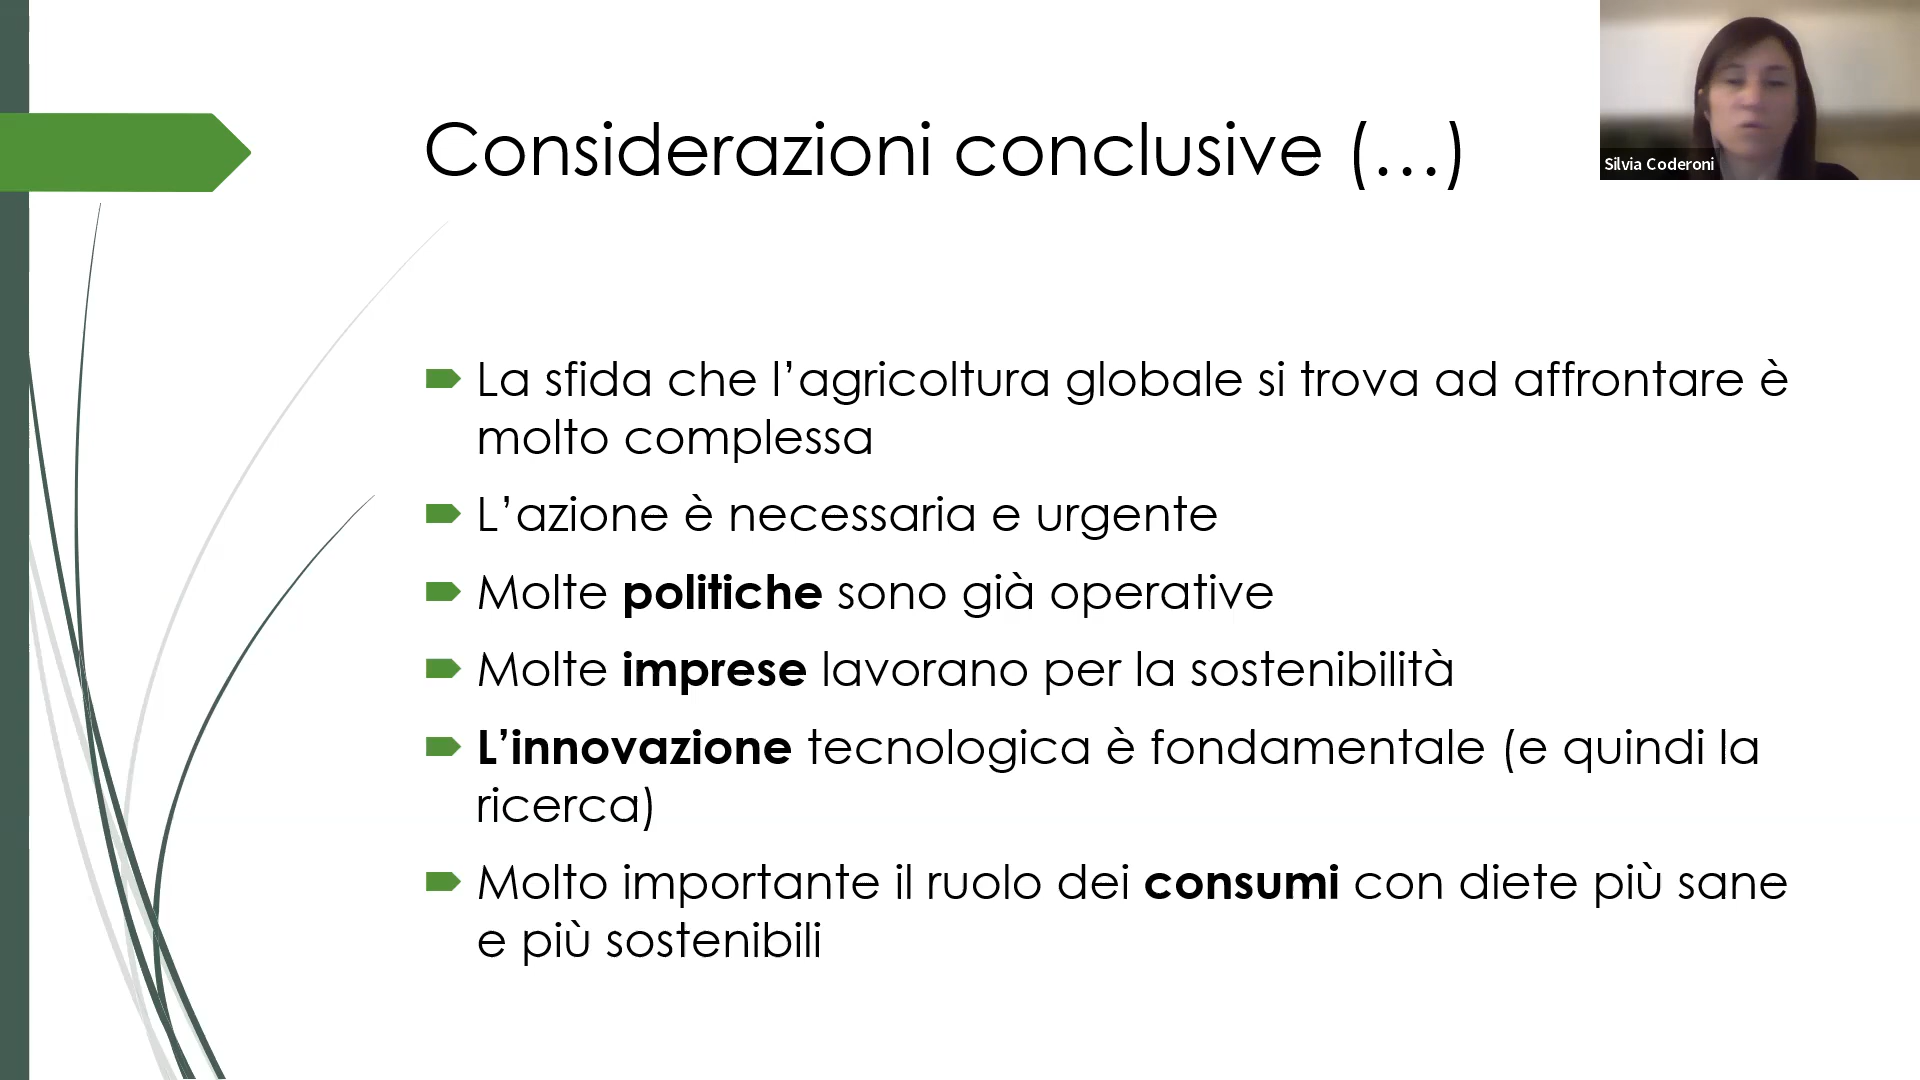 Considerazioni conclusive (…)
Silvia Coderoni
La sfida che l’agricoltura globale si trova ad affrontare è
molto complessa
L’azione è necessaria e urgente
Molte politiche sono già operative
Molte imprese lavorano per la sostenibilità
L’innovazione tecnologica è fondamentale (e quindi la
ricerca)
Molto importante il ruolo dei consumi con diete più sane
e più sostenibili